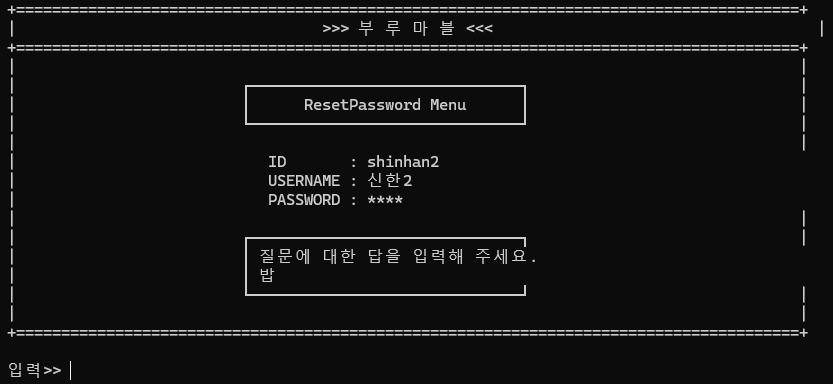 >>> 부 루 마 블 <<<
ResetPassword Menu
ID : shinhan2
USERNAME : 신한2
PASSWORD : ****
질문에 대한 답을 입력해 주세요.
밥
입력>>